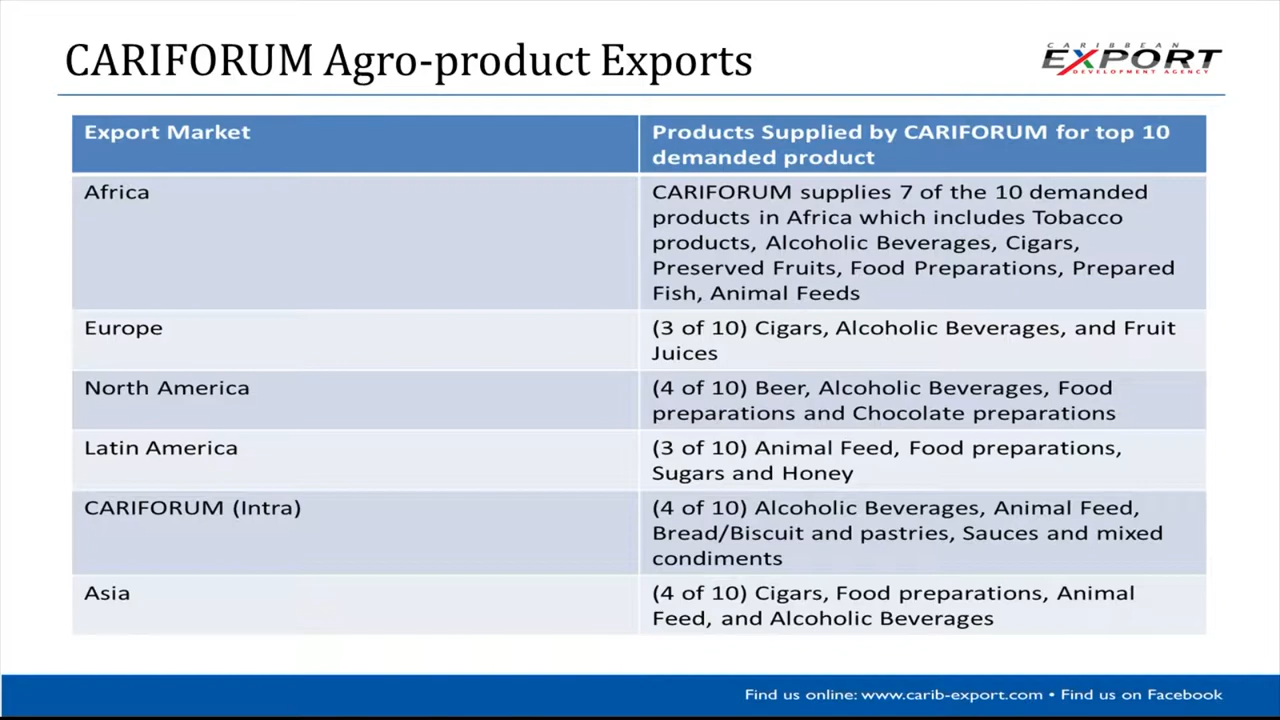 CARIFORUM Agro-product Exports
CARIBBEAN
EXPORT
DEVELOPMENT AGENCY
Export Market
Products Supplied by CARIFORUM for top 10
demanded product
Africa
CARIFORUM supplies 7 of the 10 demanded
products in Africa which includes Tobacco
products, Alcoholic Beverages, Cigars,
Preserved Fruits, Food Preparations, Prepared
Fish, Animal Feeds
Europe
(3 of 10) Cigars, Alcoholic Beverages, and Fruit
Juices
North America
(4 of 10) Beer, Alcoholic Beverages, Food
preparations and Chocolate preparations
Latin America
(3 of 10) Animal Feed, Food preparations,
Sugars and Honey
CARIFORUM (Intra)
(4 of 10) Alcoholic Beverages, Animal Feed,
Bread/Biscuit and pastries, Sauces and mixed
condiments
Asia
(4 of 10) Cigars, Food preparations, Animal
Feed, and Alcoholic Beverages
Find us online: www.carib-export.com • Find us on Facebook